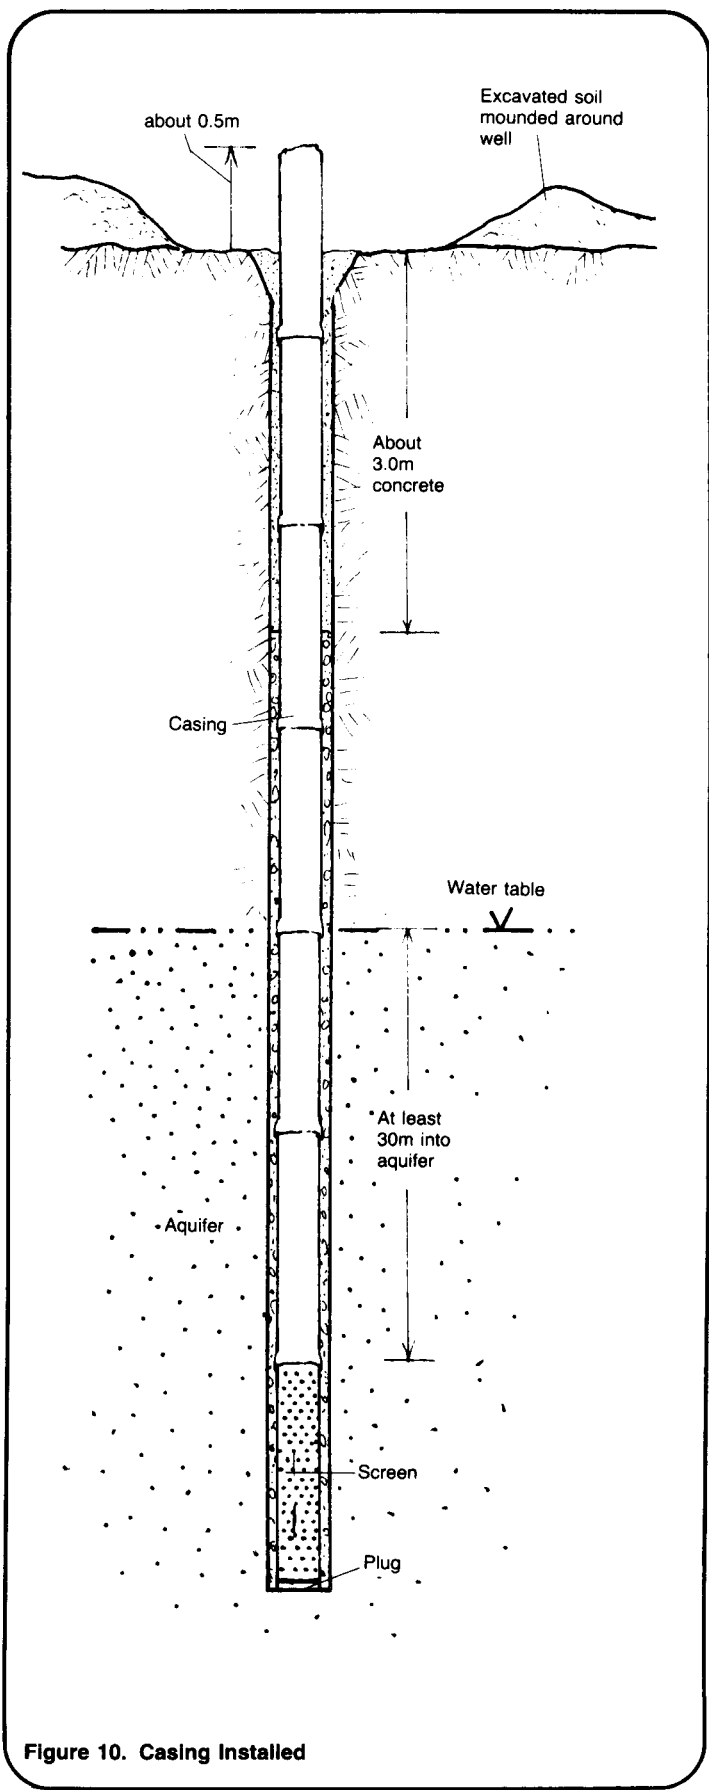 about 0.5m
Excavated soil
mounded around
well
About
3.0m
concrete
Casing
Water table
At least
30m into
aquifer
Aquifer
Screen
Plug
Figure 10. Casing Installed